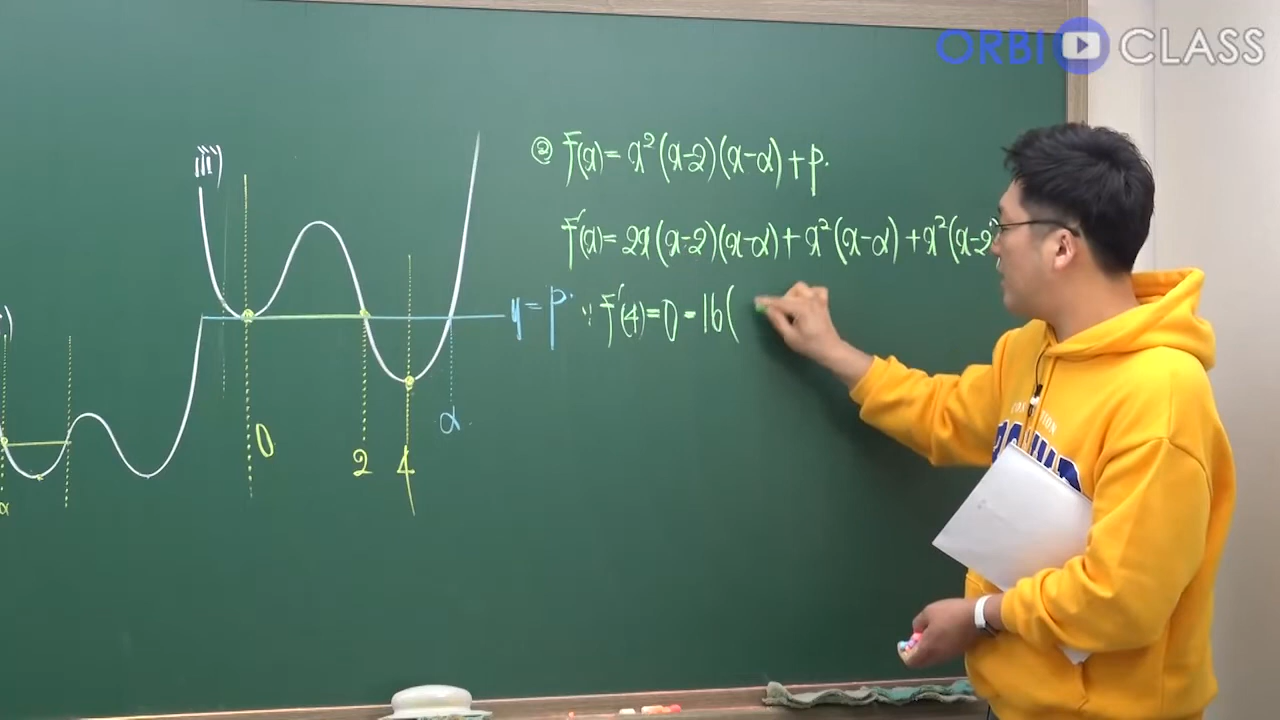 ORBI CLASS
iii)
② f(x)= x²(x-2)(x-α)+p.
f'(x)= 2x(x-2)(x-α)+x²(x-α)+x²(x-2)
∵ f'(4)=0=16(
y=p.
0
2 4
α
α